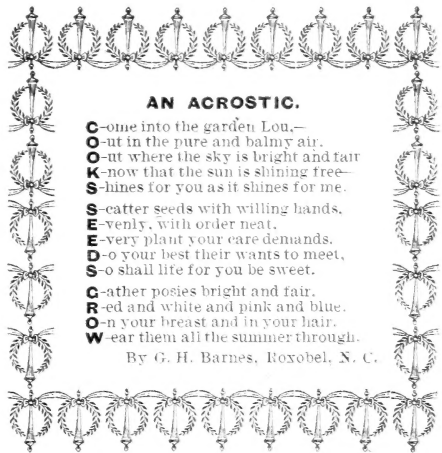 AN ACROSTIC.
C-ome into the garden Lou,—
O-ut in the pure and balmy air.
O-ut where the sky is bright and fair
K-now that the sun is shining free—
S-hines for you as it shines for me.
S-catter seeds with willing hands,
E-venly, with order neat.
E-very plant your care demands.
D-o your best their wants to meet,
S-o shall life for you be sweet.
G-ather posies bright and fair.
R-ed and white and pink and blue.
O-n your breast and in your hair.
W-ear them all the summer through.
By G. H. Barnes, Roxobel, N. C.